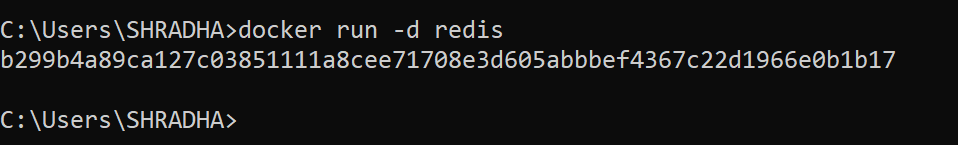 C:\Users\SHRADHA>docker run -d redis
b299b4a89ca127c03851111a8cee71708e3d605abbbef4367c22d1966e0b1b17
C:\Users\SHRADHA>